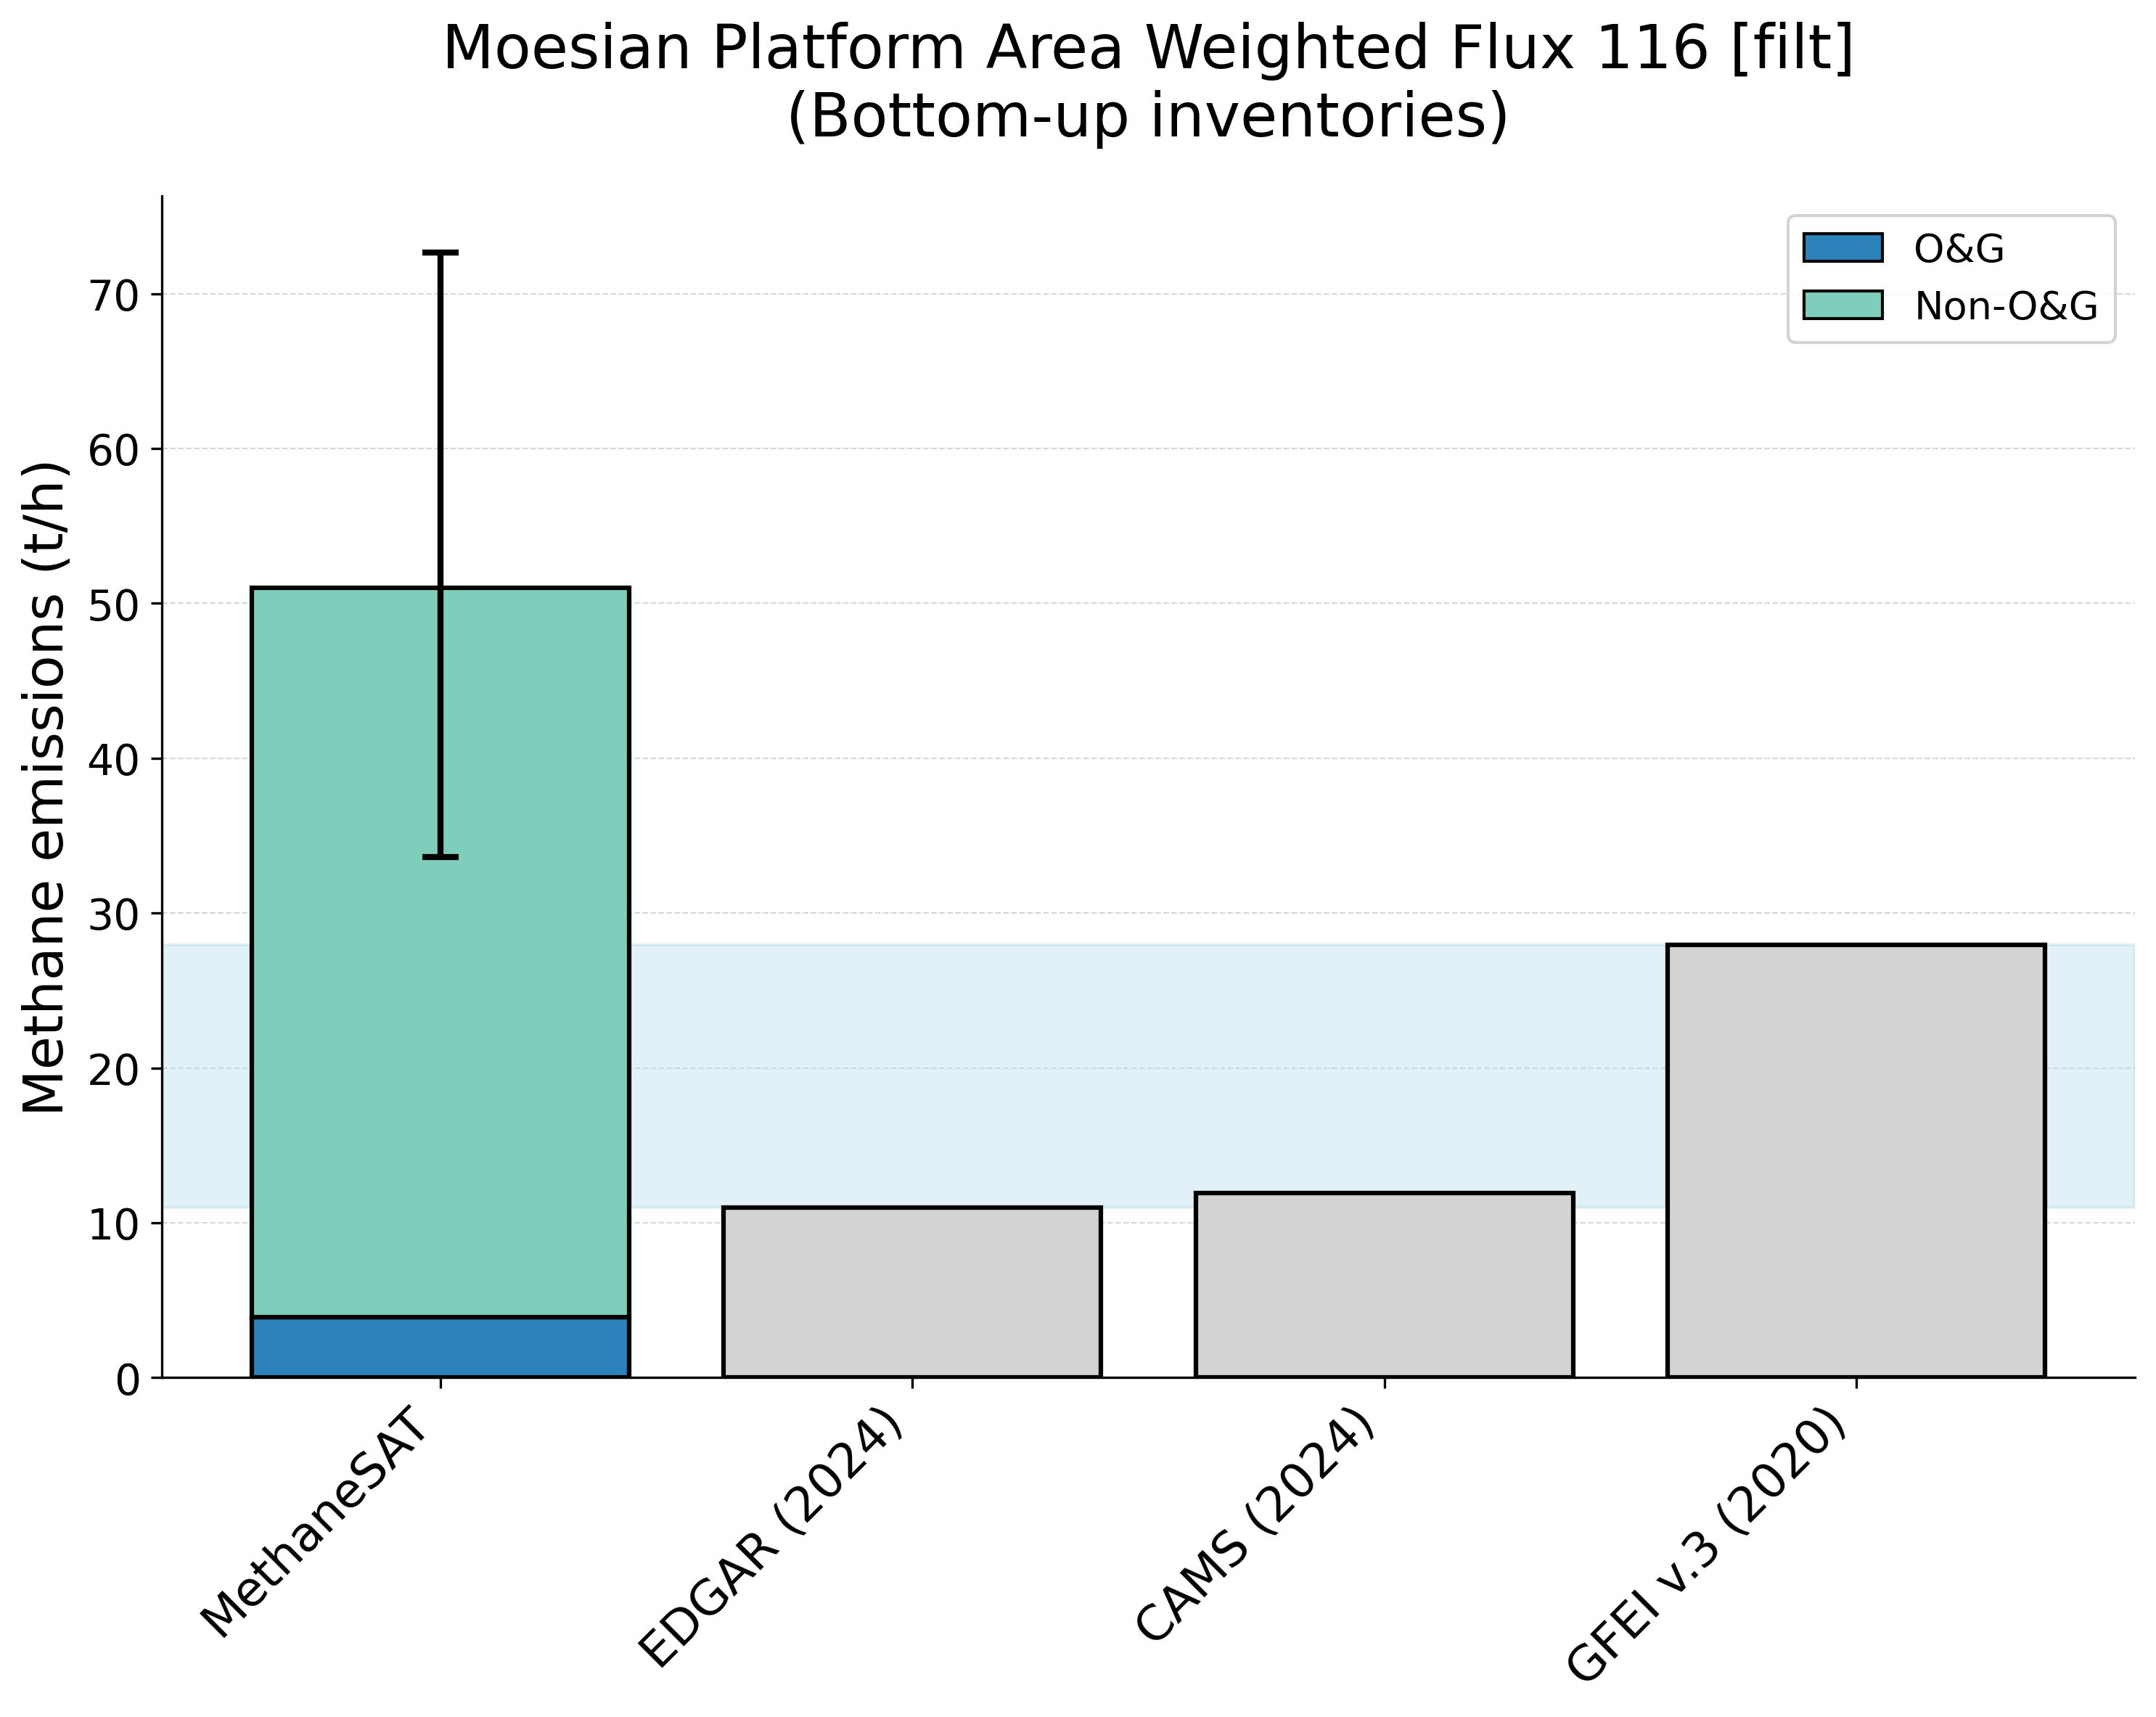 Moesian Platform Area Weighted Flux 116 [filt]
(Bottom-up inventories)
O&G
Non-O&G
Methane emissions (t/h)
70
60
50
40
30
20
10
0
MethaneSAT
EDGAR (2024)
CAMS (2024)
GFEI v.3 (2020)